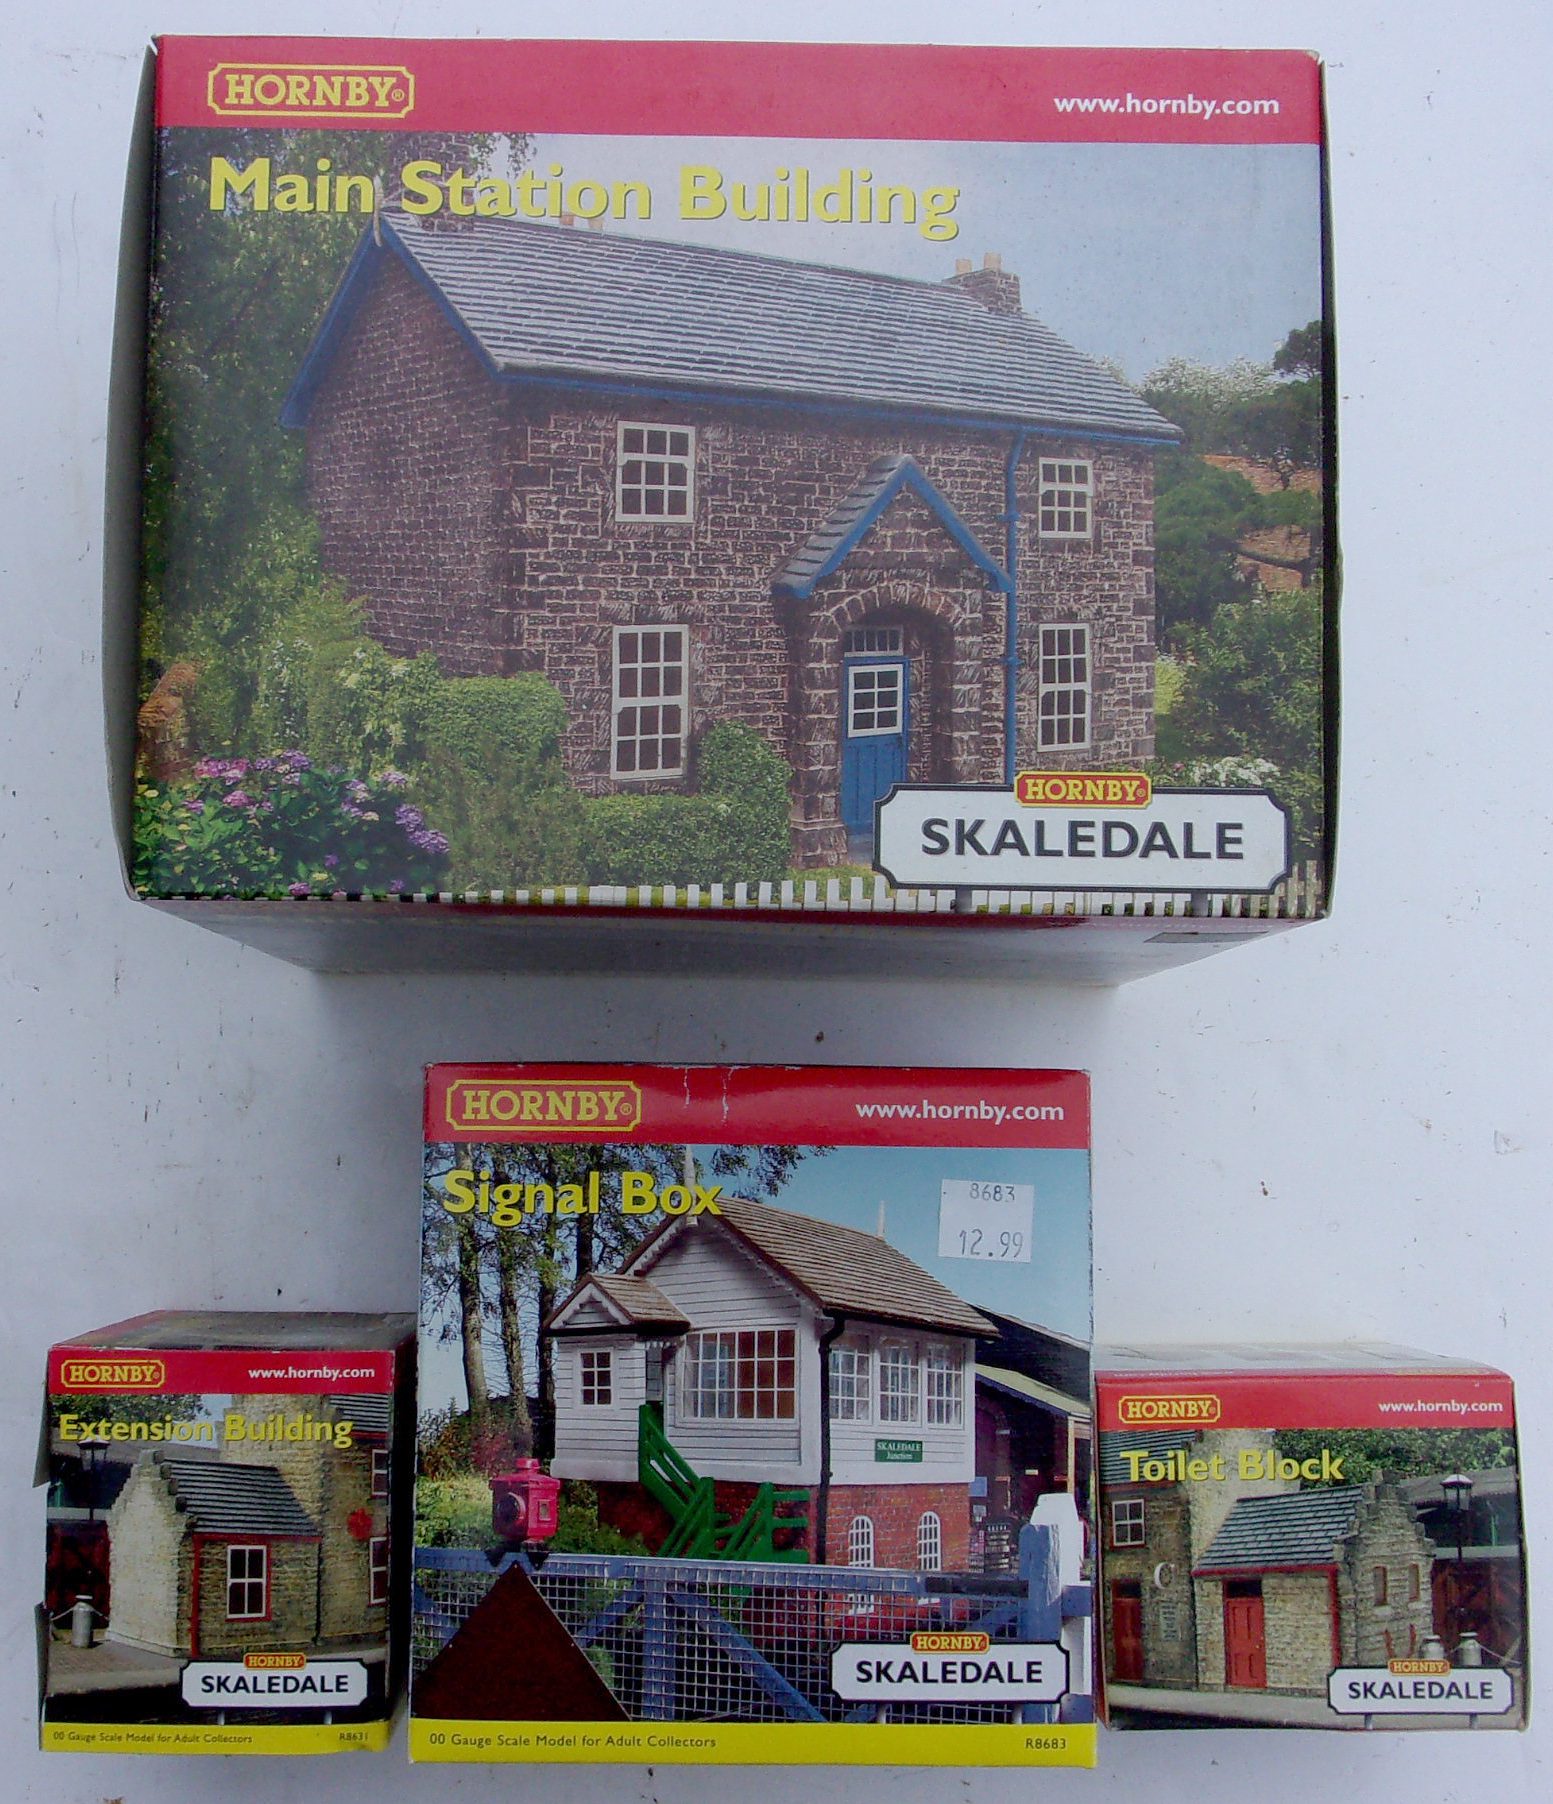 HORNBY®
www.hornby.com
Main Station Building
HORNBY®
SKALEDALE
HORNBY®
www.hornby.com
Signal Box
8683
12.99
SKALEDALE
Junction
HORNBY®
SKALEDALE
00 Gauge Scale Model for Adult Collectors
R8683
HORNBY®
www.hornby.com
Extension Building
HORNBY®
SKALEDALE
00 Gauge Scale Model for Adult Collectors
R8631
HORNBY®
www.hornby.com
Toilet Block
HORNBY®
SKALEDALE